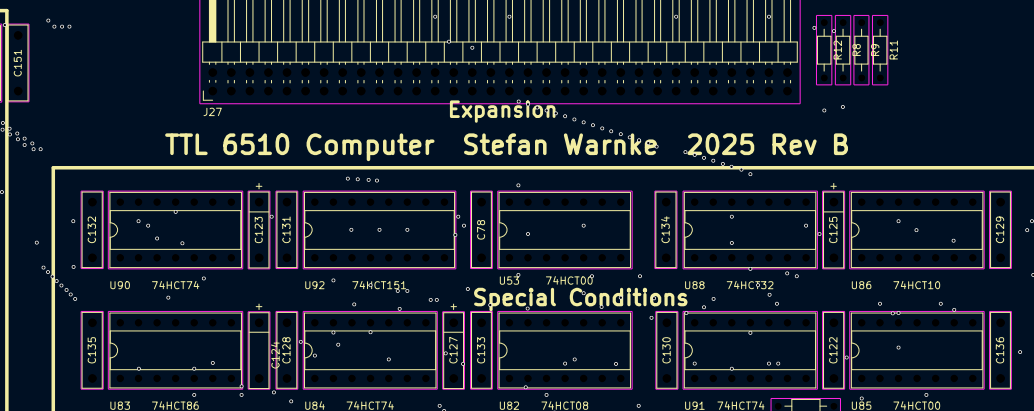 C151
R12 R8 R9 R11
J27
Expansion
TTL 6510 Computer Stefan Warnke 2025 Rev B
+ +
C132 C123 C131 C78 C134 C125 C129
U90 74HCT74 U92 74HCT151 U53 74HCT00 U88 74HCT32 U86 74HCT10
Special Conditions
+ +
C135 C124 C128 C127 C133 C130 C122 C136
U83 74HCT86 U84 74HCT74 U82 74HCT08 U91 74HCT74 U85 74HCT00